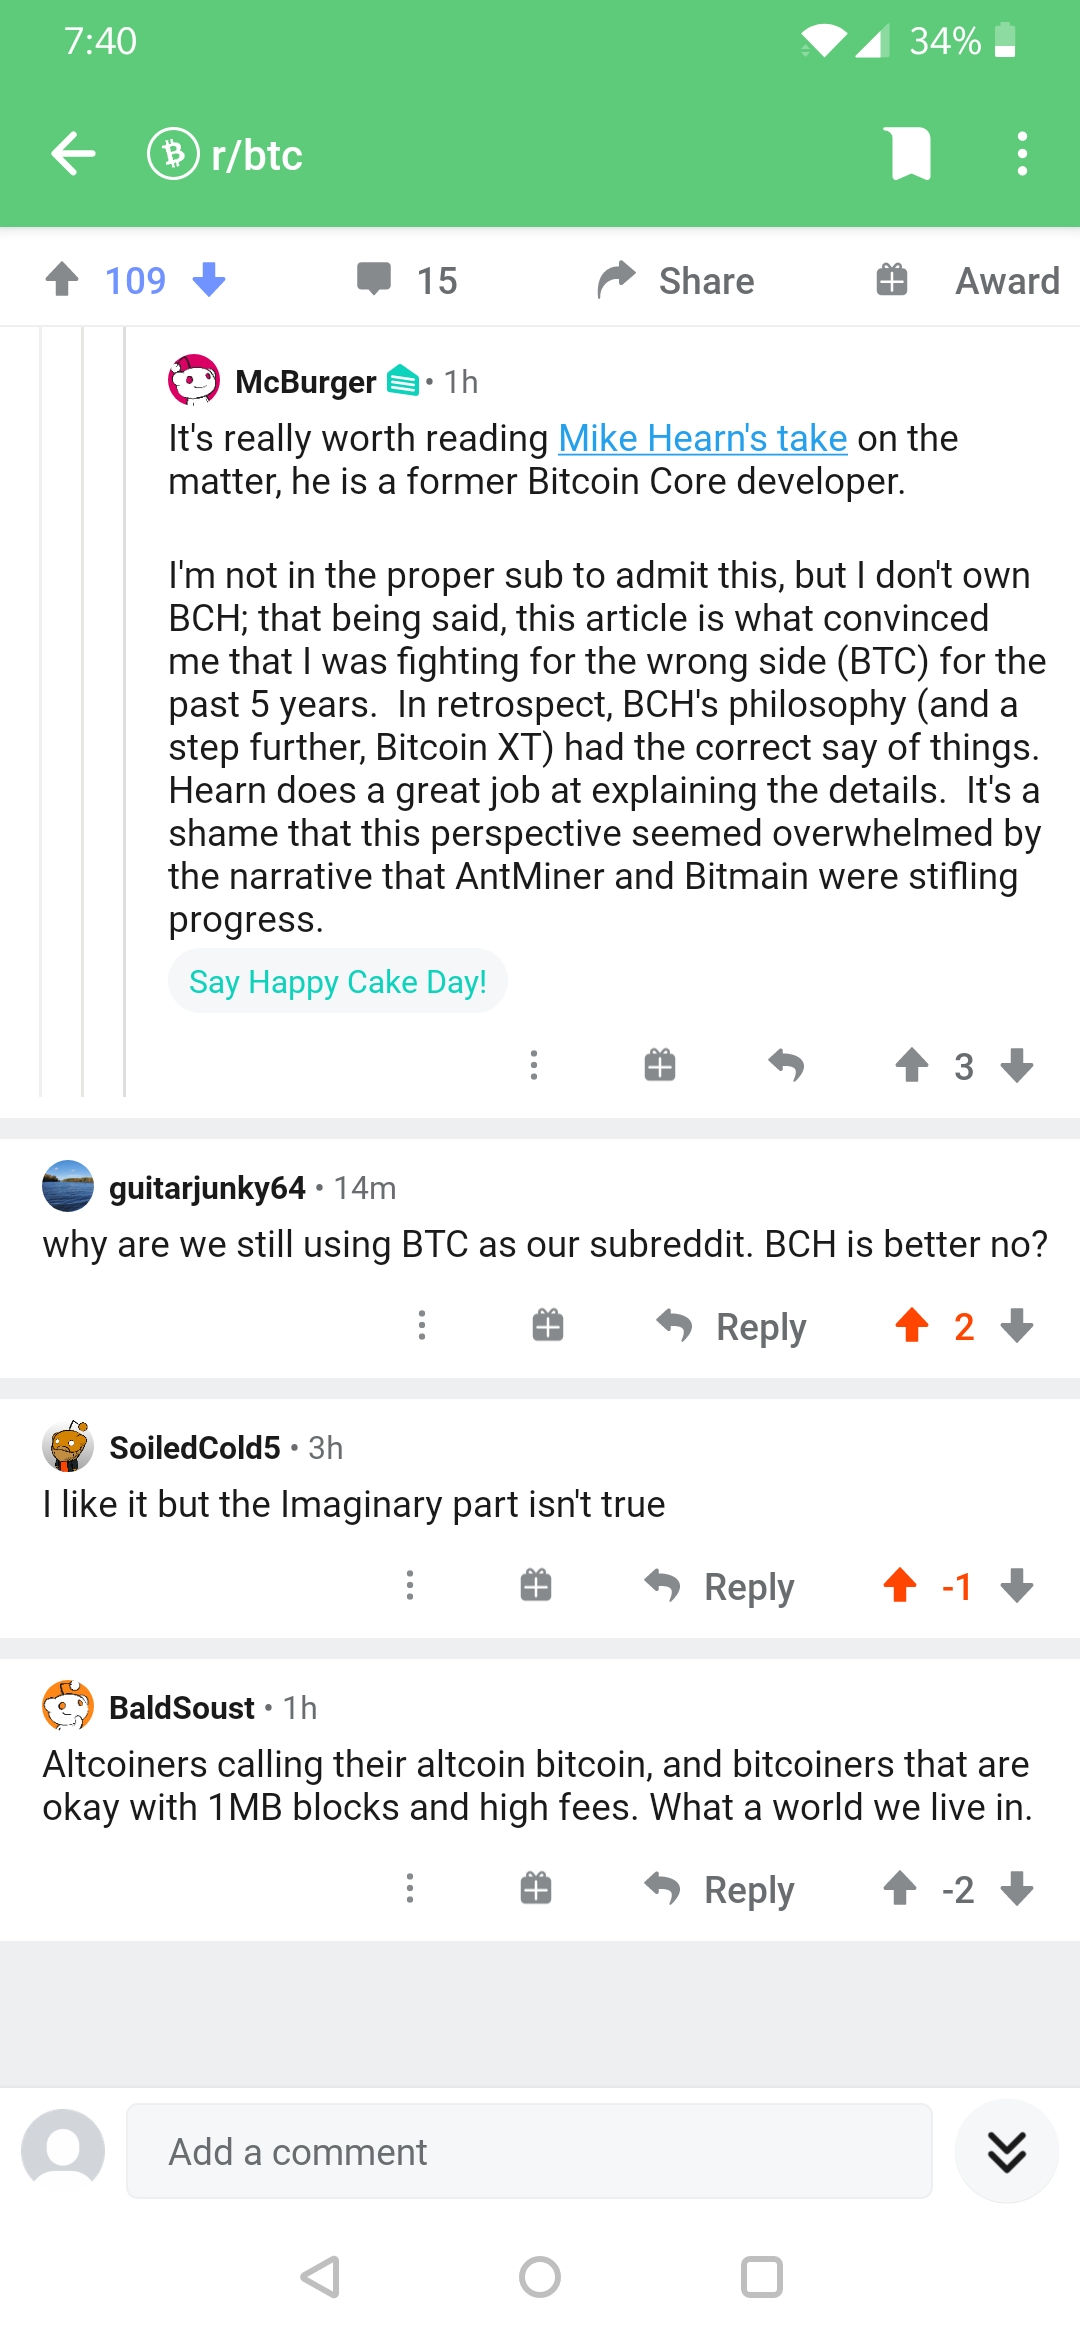 7:40
34%
r/btc
109
15
Share
Award
McBurger • 1h
It's really worth reading Mike Hearn's take on the
matter, he is a former Bitcoin Core developer.
I'm not in the proper sub to admit this, but I don't own
BCH; that being said, this article is what convinced
me that I was fighting for the wrong side (BTC) for the
past 5 years.  In retrospect, BCH's philosophy (and a
step further, Bitcoin XT) had the correct say of things.
Hearn does a great job at explaining the details.  It's a
shame that this perspective seemed overwhelmed by
the narrative that AntMiner and Bitmain were stifling
progress.
Say Happy Cake Day!
3
guitarjunky64 • 14m
why are we still using BTC as our subreddit. BCH is better no?
Reply 2
SoiledCold5 • 3h
I like it but the Imaginary part isn't true
Reply -1
BaldSoust • 1h
Altcoiners calling their altcoin bitcoin, and bitcoiners that are
okay with 1MB blocks and high fees. What a world we live in.
Reply -2
Add a comment